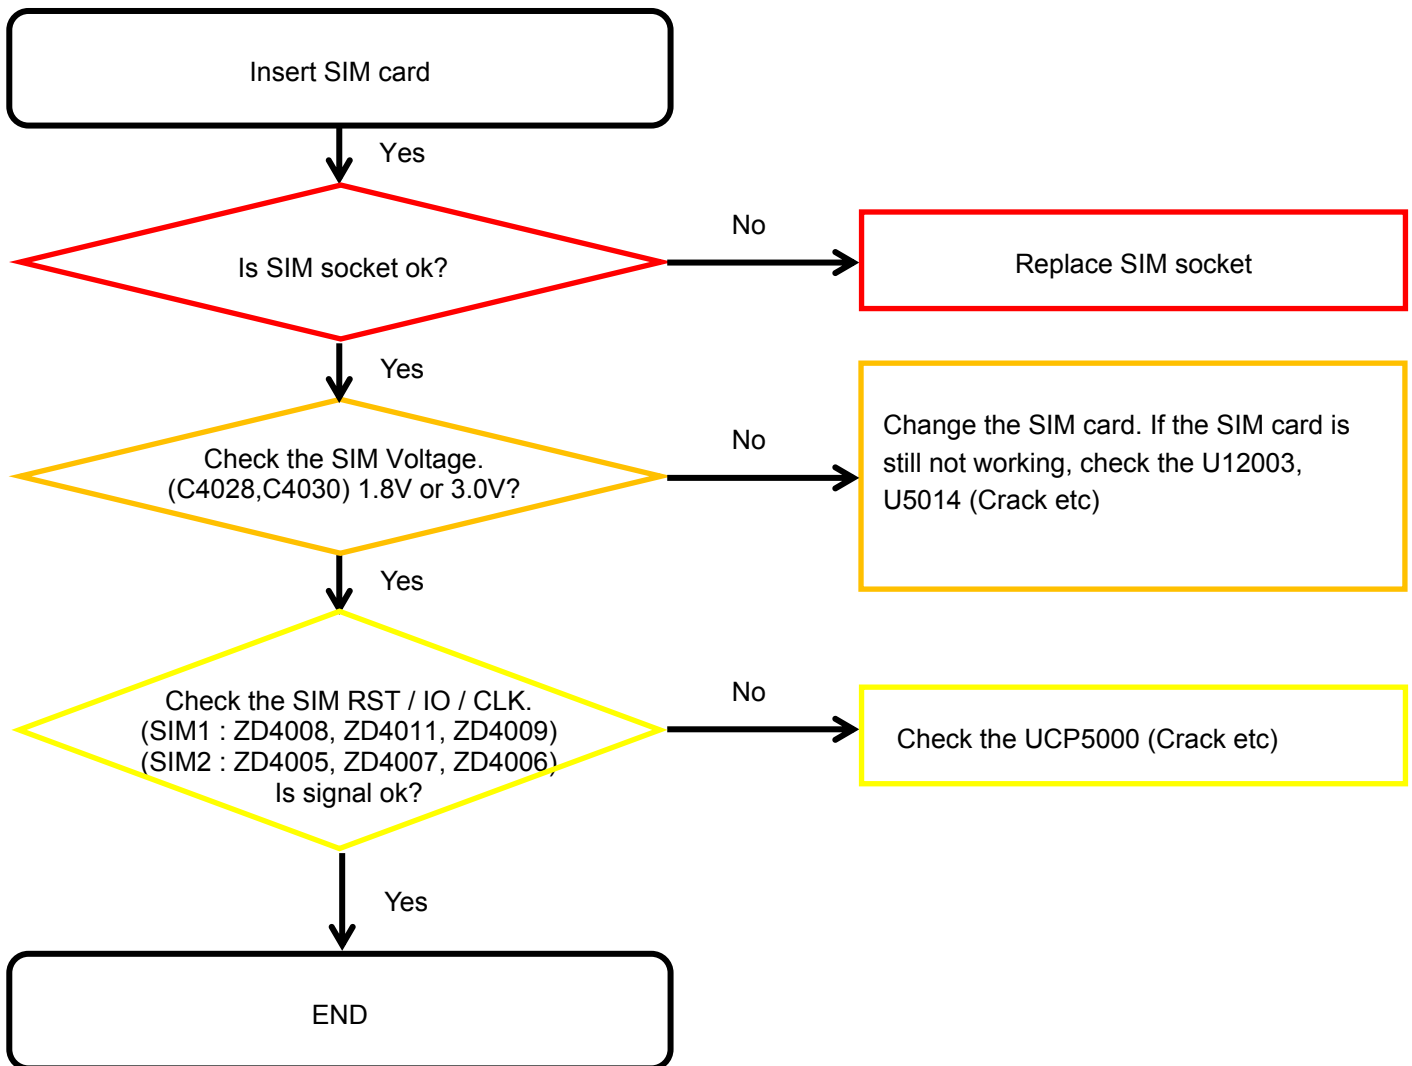 Insert SIM card
Yes
Is SIM socket ok?
No
Replace SIM socket
Yes
Check the SIM Voltage.
(C4028,C4030) 1.8V or 3.0V?
No
Change the SIM card. If the SIM card is
still not working, check the U12003,
U5014 (Crack etc)
Yes
Check the SIM RST / IO / CLK.
(SIM1 : ZD4008, ZD4011, ZD4009)
(SIM2 : ZD4005, ZD4007, ZD4006)
Is signal ok?
No
Check the UCP5000 (Crack etc)
Yes
END